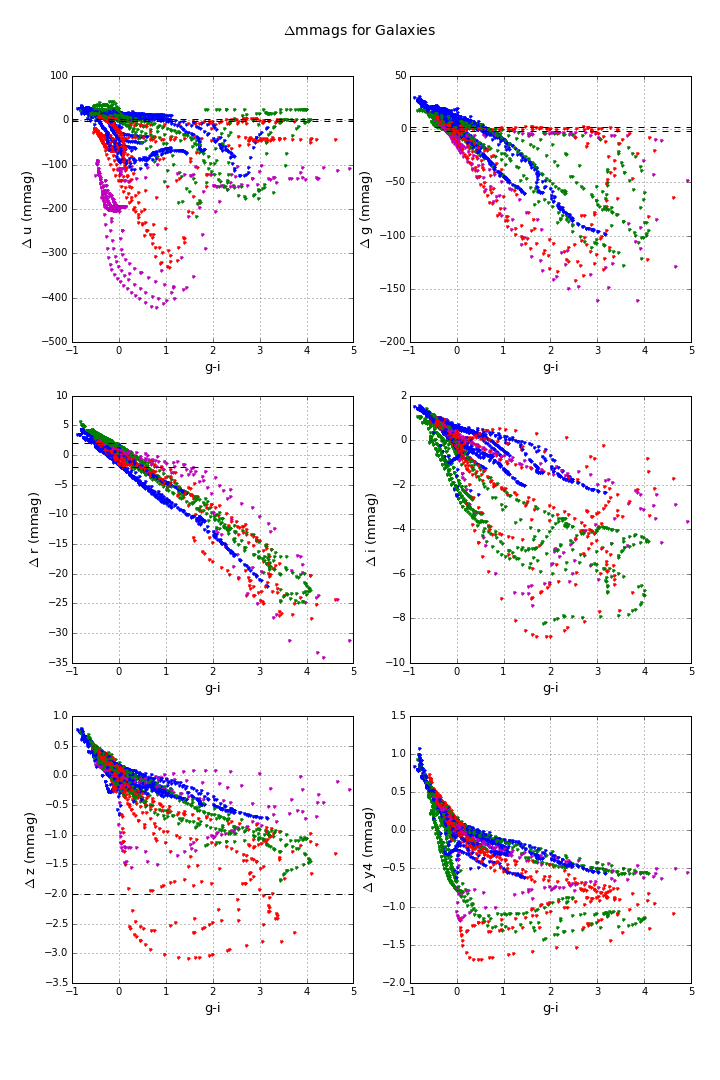 Δmmags for Galaxies
Δ u (mmag)
100
0
−100
−200
−300
−400
−500
−1 0 1 2 3 4 5
g-i
Δ g (mmag)
50
0
−50
−100
−150
−200
−1 0 1 2 3 4 5
g-i
Δ r (mmag)
10
5
0
−5
−10
−15
−20
−25
−30
−35
−1 0 1 2 3 4 5
g-i
Δ i (mmag)
2
0
−2
−4
−6
−8
−10
−1 0 1 2 3 4 5
g-i
Δ z (mmag)
1.0
0.5
0.0
−0.5
−1.0
−1.5
−2.0
−2.5
−3.0
−3.5
−1 0 1 2 3 4 5
g-i
Δ y4 (mmag)
1.5
1.0
0.5
0.0
−0.5
−1.0
−1.5
−2.0
−1 0 1 2 3 4 5
g-i